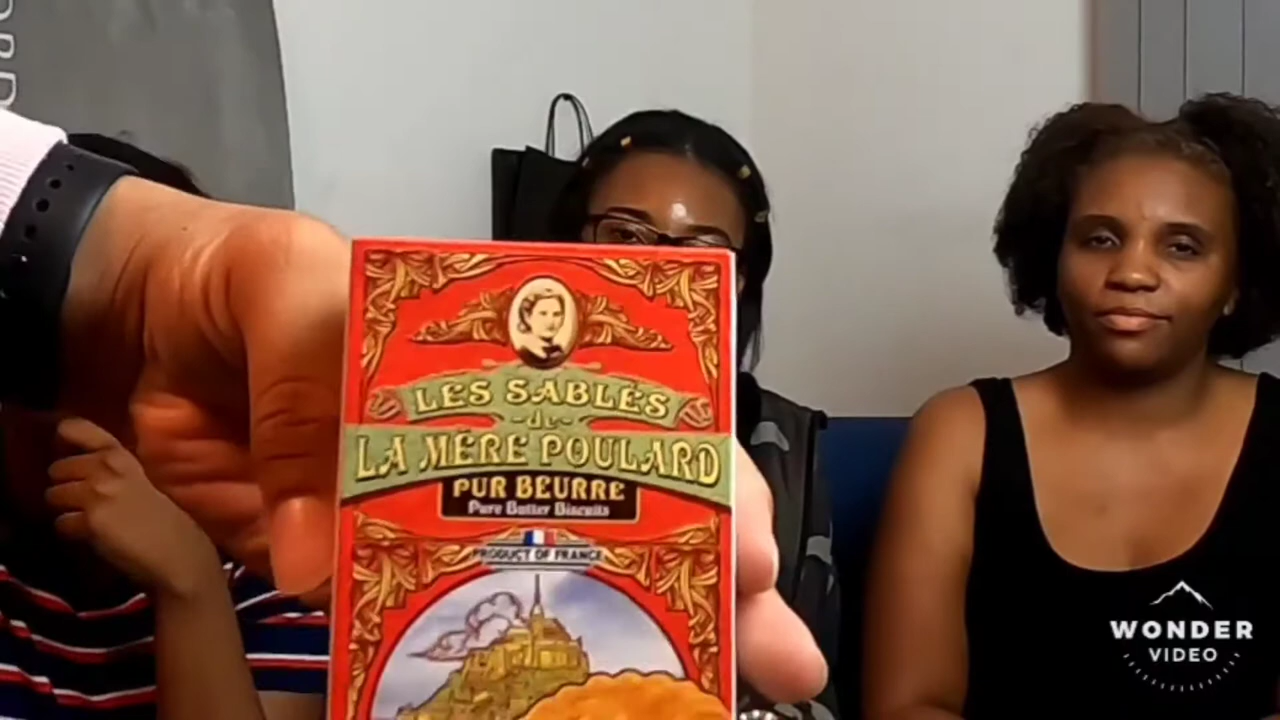 LES SABLÉS
-de-
LA MÈRE POULARD
PUR BEURRE
Pure Butter Biscuits
PRODUCT OF FRANCE
WONDER
VIDEO